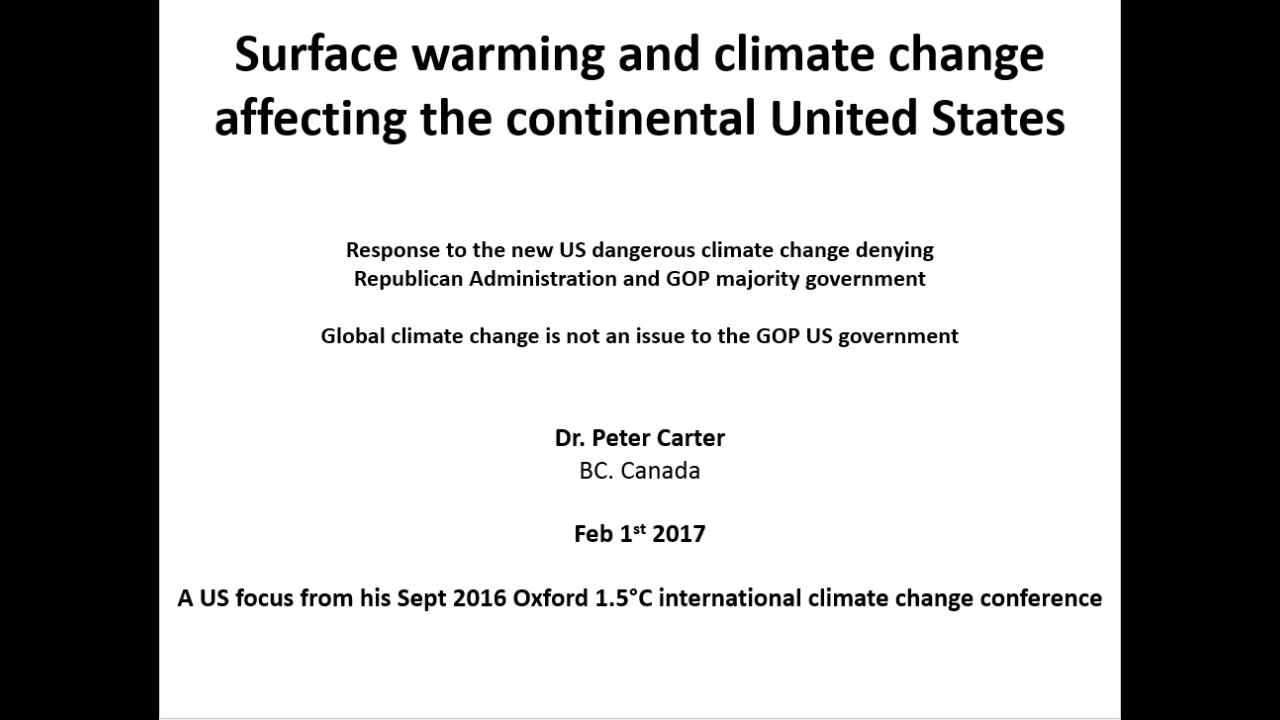 Surface warming and climate change
affecting the continental United States
Response to the new US dangerous climate change denying
Republican Administration and GOP majority government
Global climate change is not an issue to the GOP US government
Dr. Peter Carter
BC. Canada
Feb 1st 2017
A US focus from his Sept 2016 Oxford 1.5°C international climate change conference